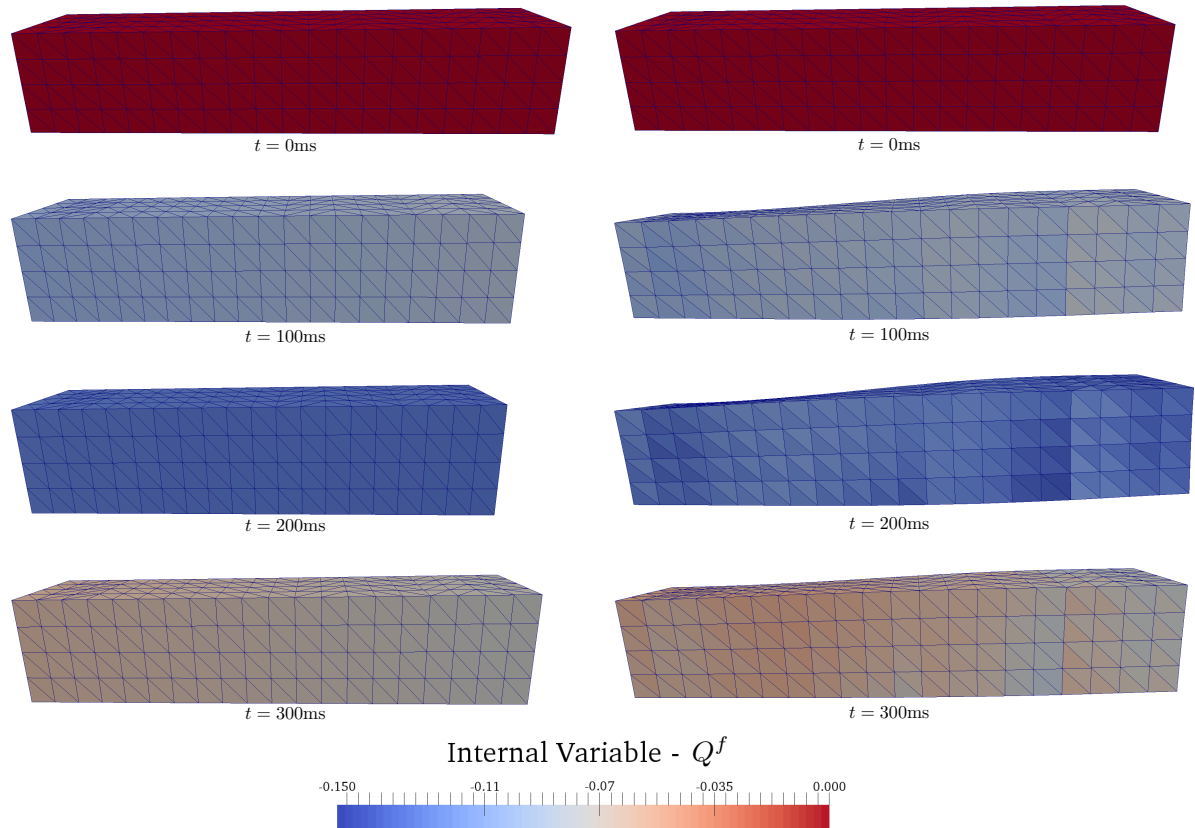 t = 0ms
t = 0ms
t = 100ms
t = 100ms
t = 200ms
t = 200ms
t = 300ms
t = 300ms
Internal Variable - Q^f
-0.150 -0.11 -0.07 -0.035 0.000